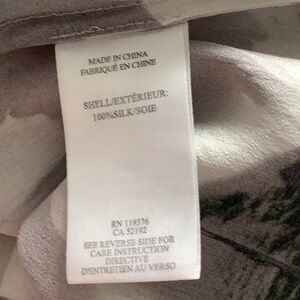 MADE IN CHINA
FABRIQUÉ EN CHINE
SHELL/EXTÉRIEUR:
100%SILK/SOIE
RN 119376
CA 52192
SEE REVERSE SIDE FOR
CARE INSTRUCTION
DIRECTIVE
D'ENTRETIEN AU VERSO